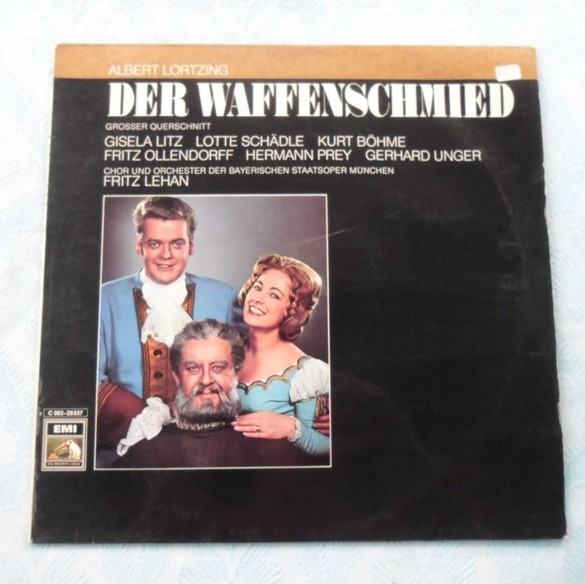 ALBERT LORTZING
DER WAFFENSCHMIED
GROSSER QUERSCHNITT
GISELA LITZ LOTTE SCHÄDLE KURT BÖHME
FRITZ OLLENDORFF HERMANN PREY GERHARD UNGER
CHOR UND ORCHESTER DER BAYERISCHEN STAATSOPER MÜNCHEN
FRITZ LEHAN
EMI